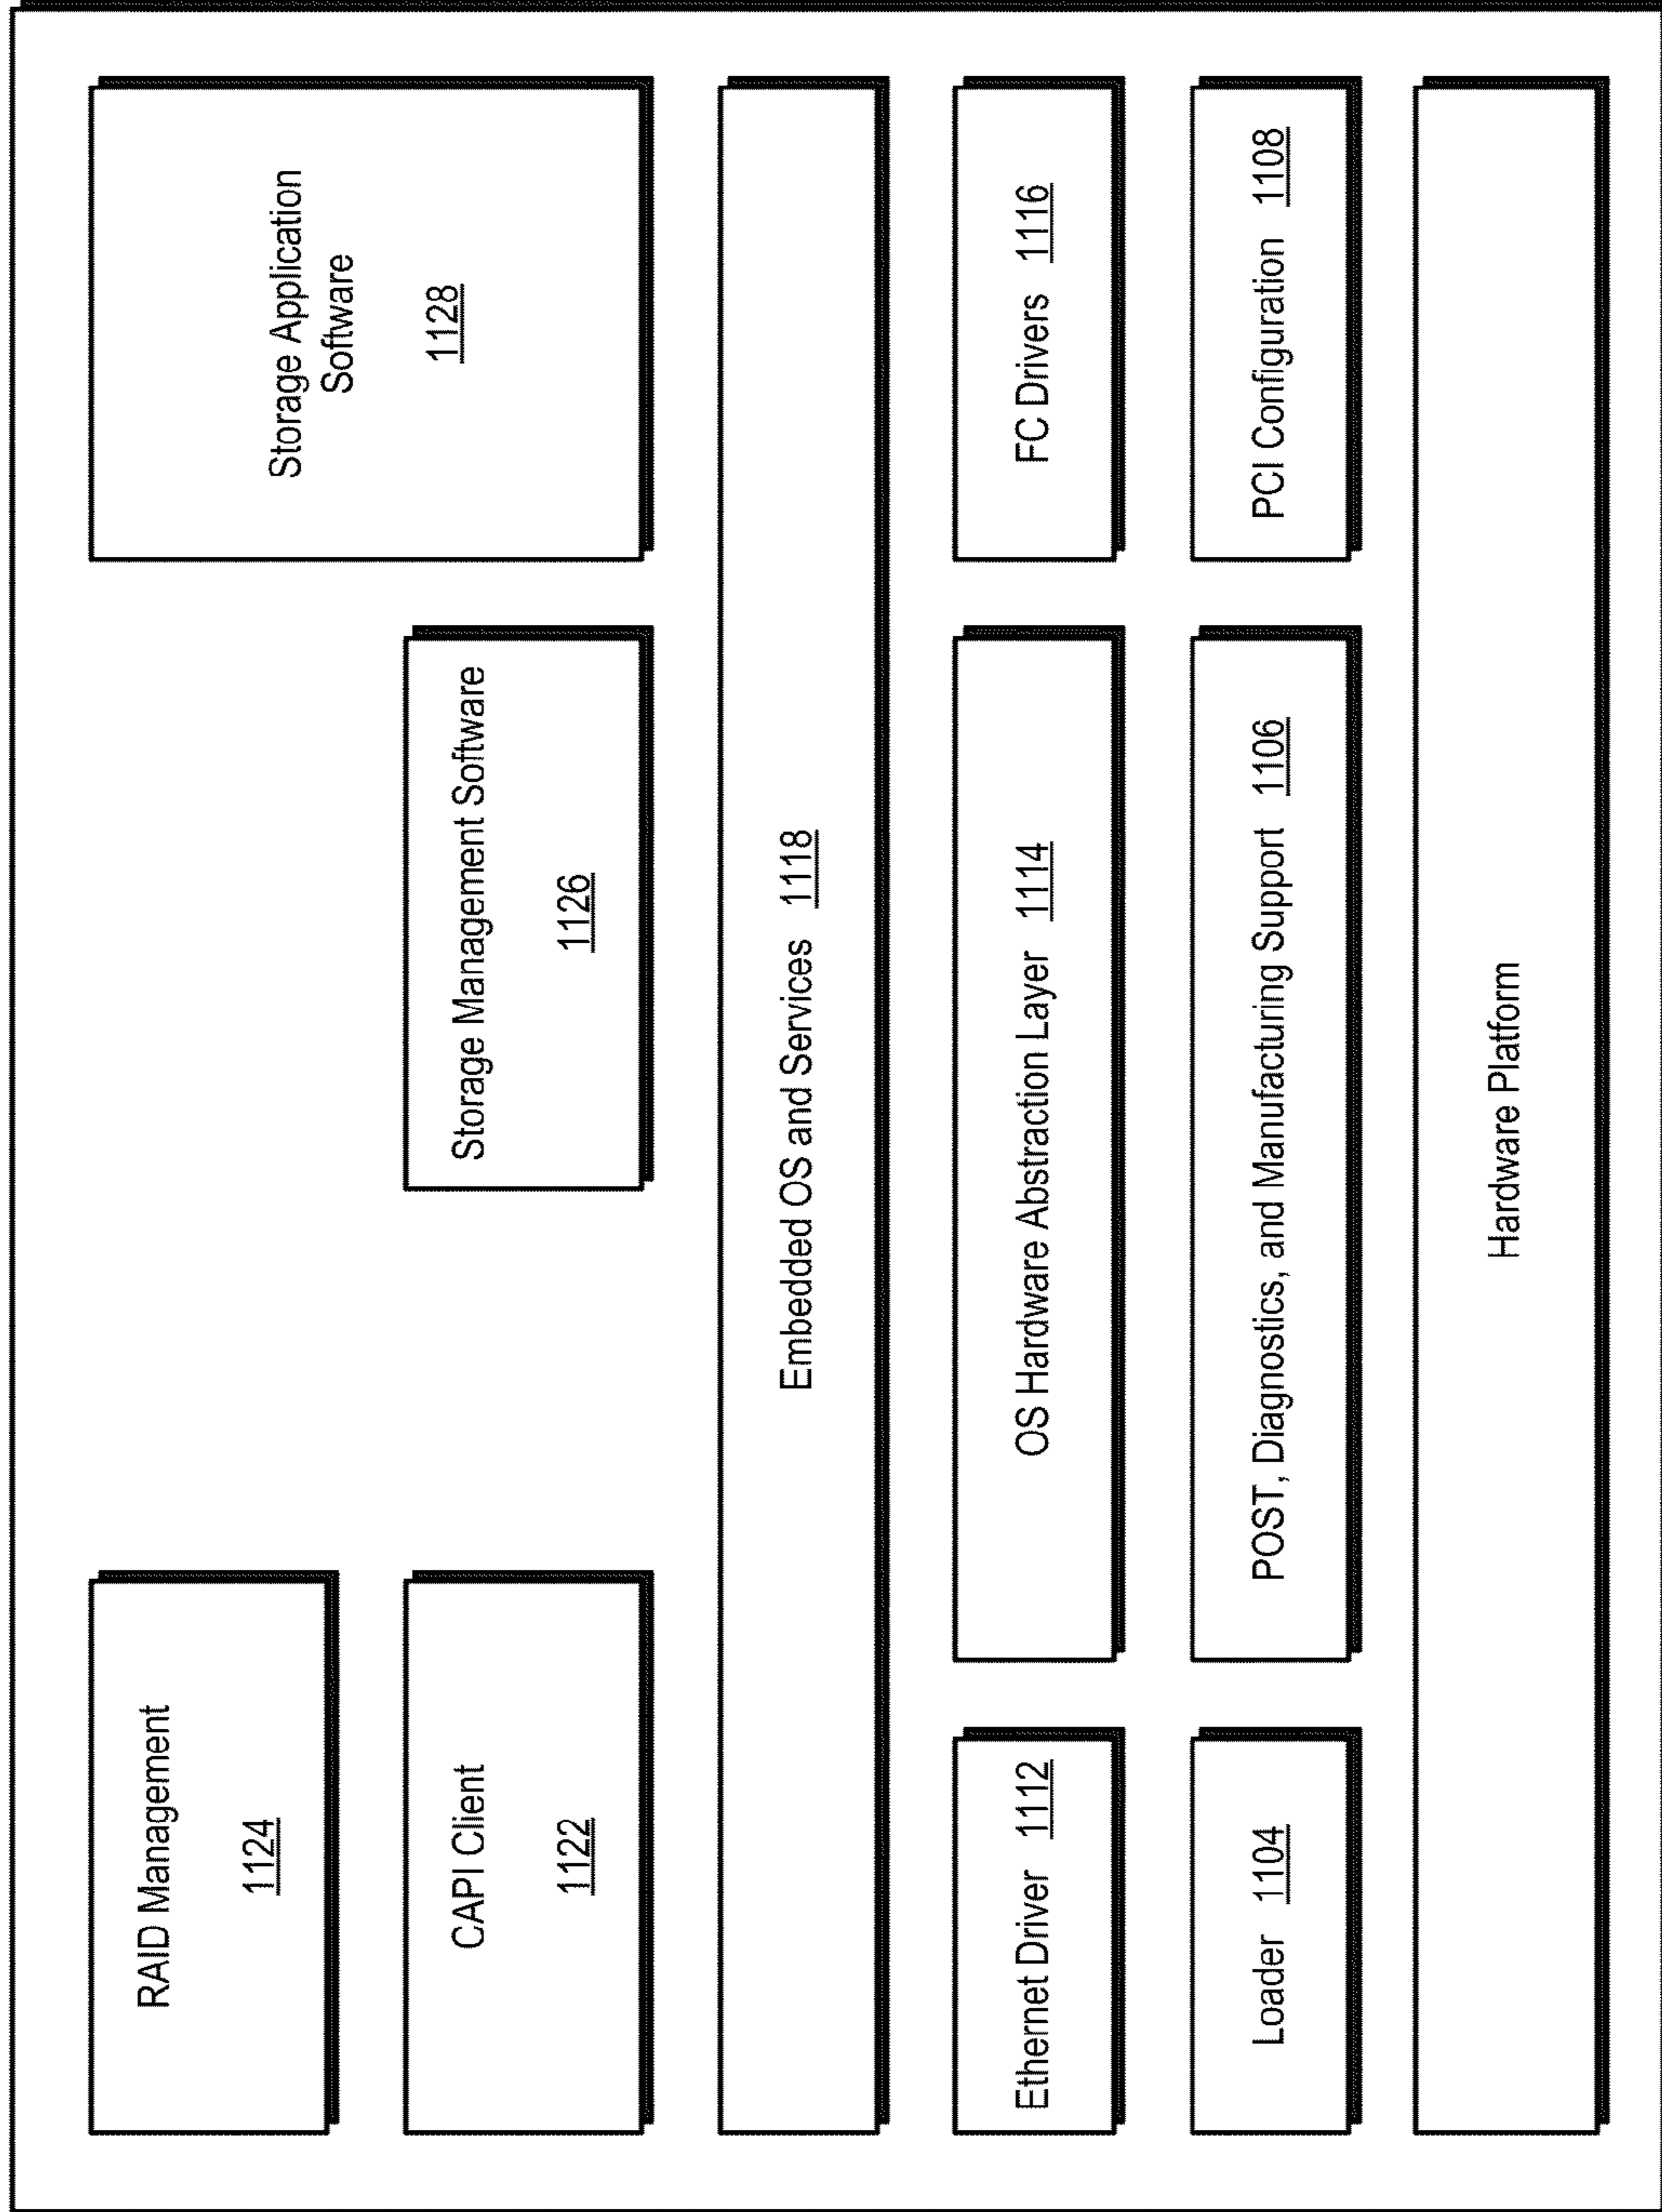 RAID Management
1124
Storage Application
Software
1128
CAPI Client
1122
Storage Management Software
1126
Embedded OS and Services 1118
Ethernet Driver 1112
OS Hardware Abstraction Layer 1114
FC Drivers 1116
Loader 1104
POST, Diagnostics, and Manufacturing Support 1106
PCI Configuration 1108
Hardware Platform